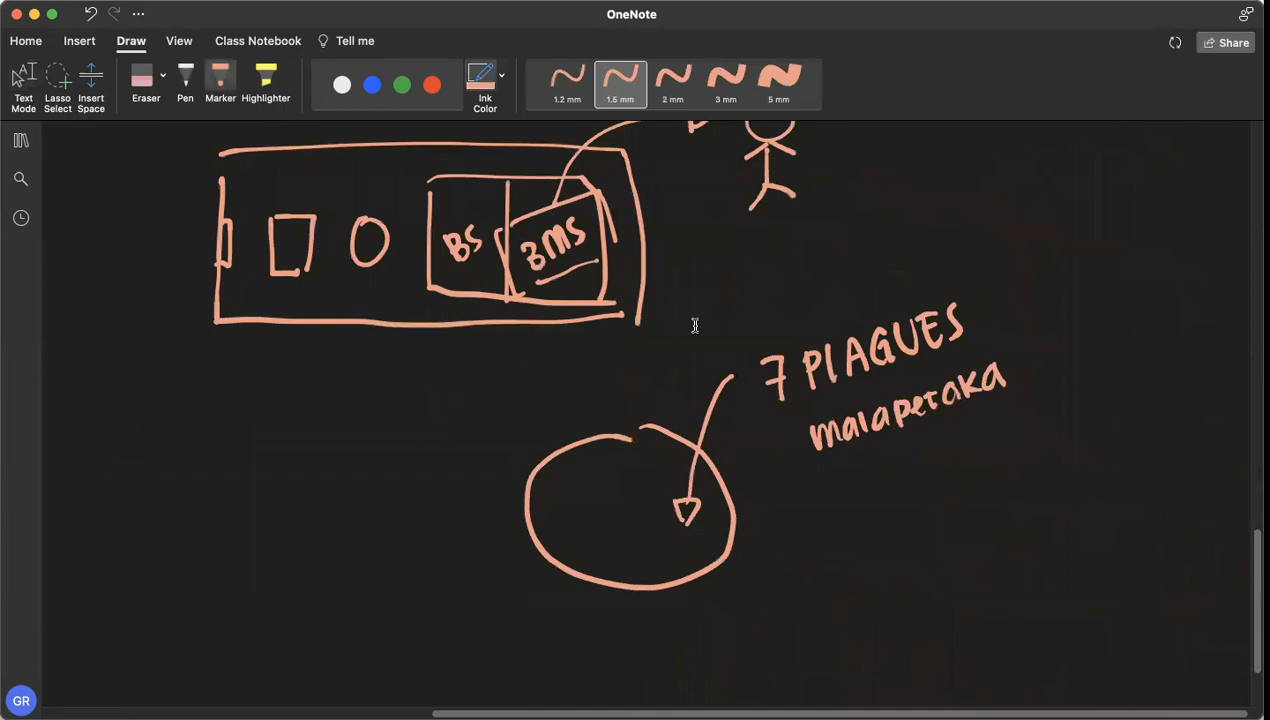 OneNote
Home Insert Draw View Class Notebook Tell me
Share
Text Mode
Lasso Select
Insert Space
Eraser
Pen
Marker
Highlighter
Ink Color
1.2 mm
1.6 mm
2 mm
3 mm
5 mm
BS
BMS
7 PLAGUES
malapetaka
GR